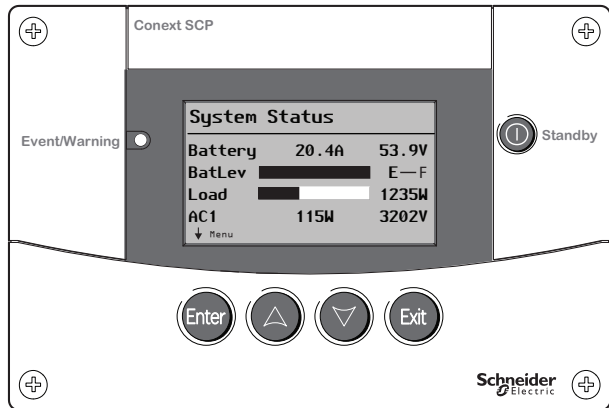 Conext SCP
Event/Warning
Standby
System Status
Battery 20.4A 53.9V
BatLev E—F
Load 1235W
AC1 115W 3202V
↓ Menu
Enter
Exit
Schneider
Electric